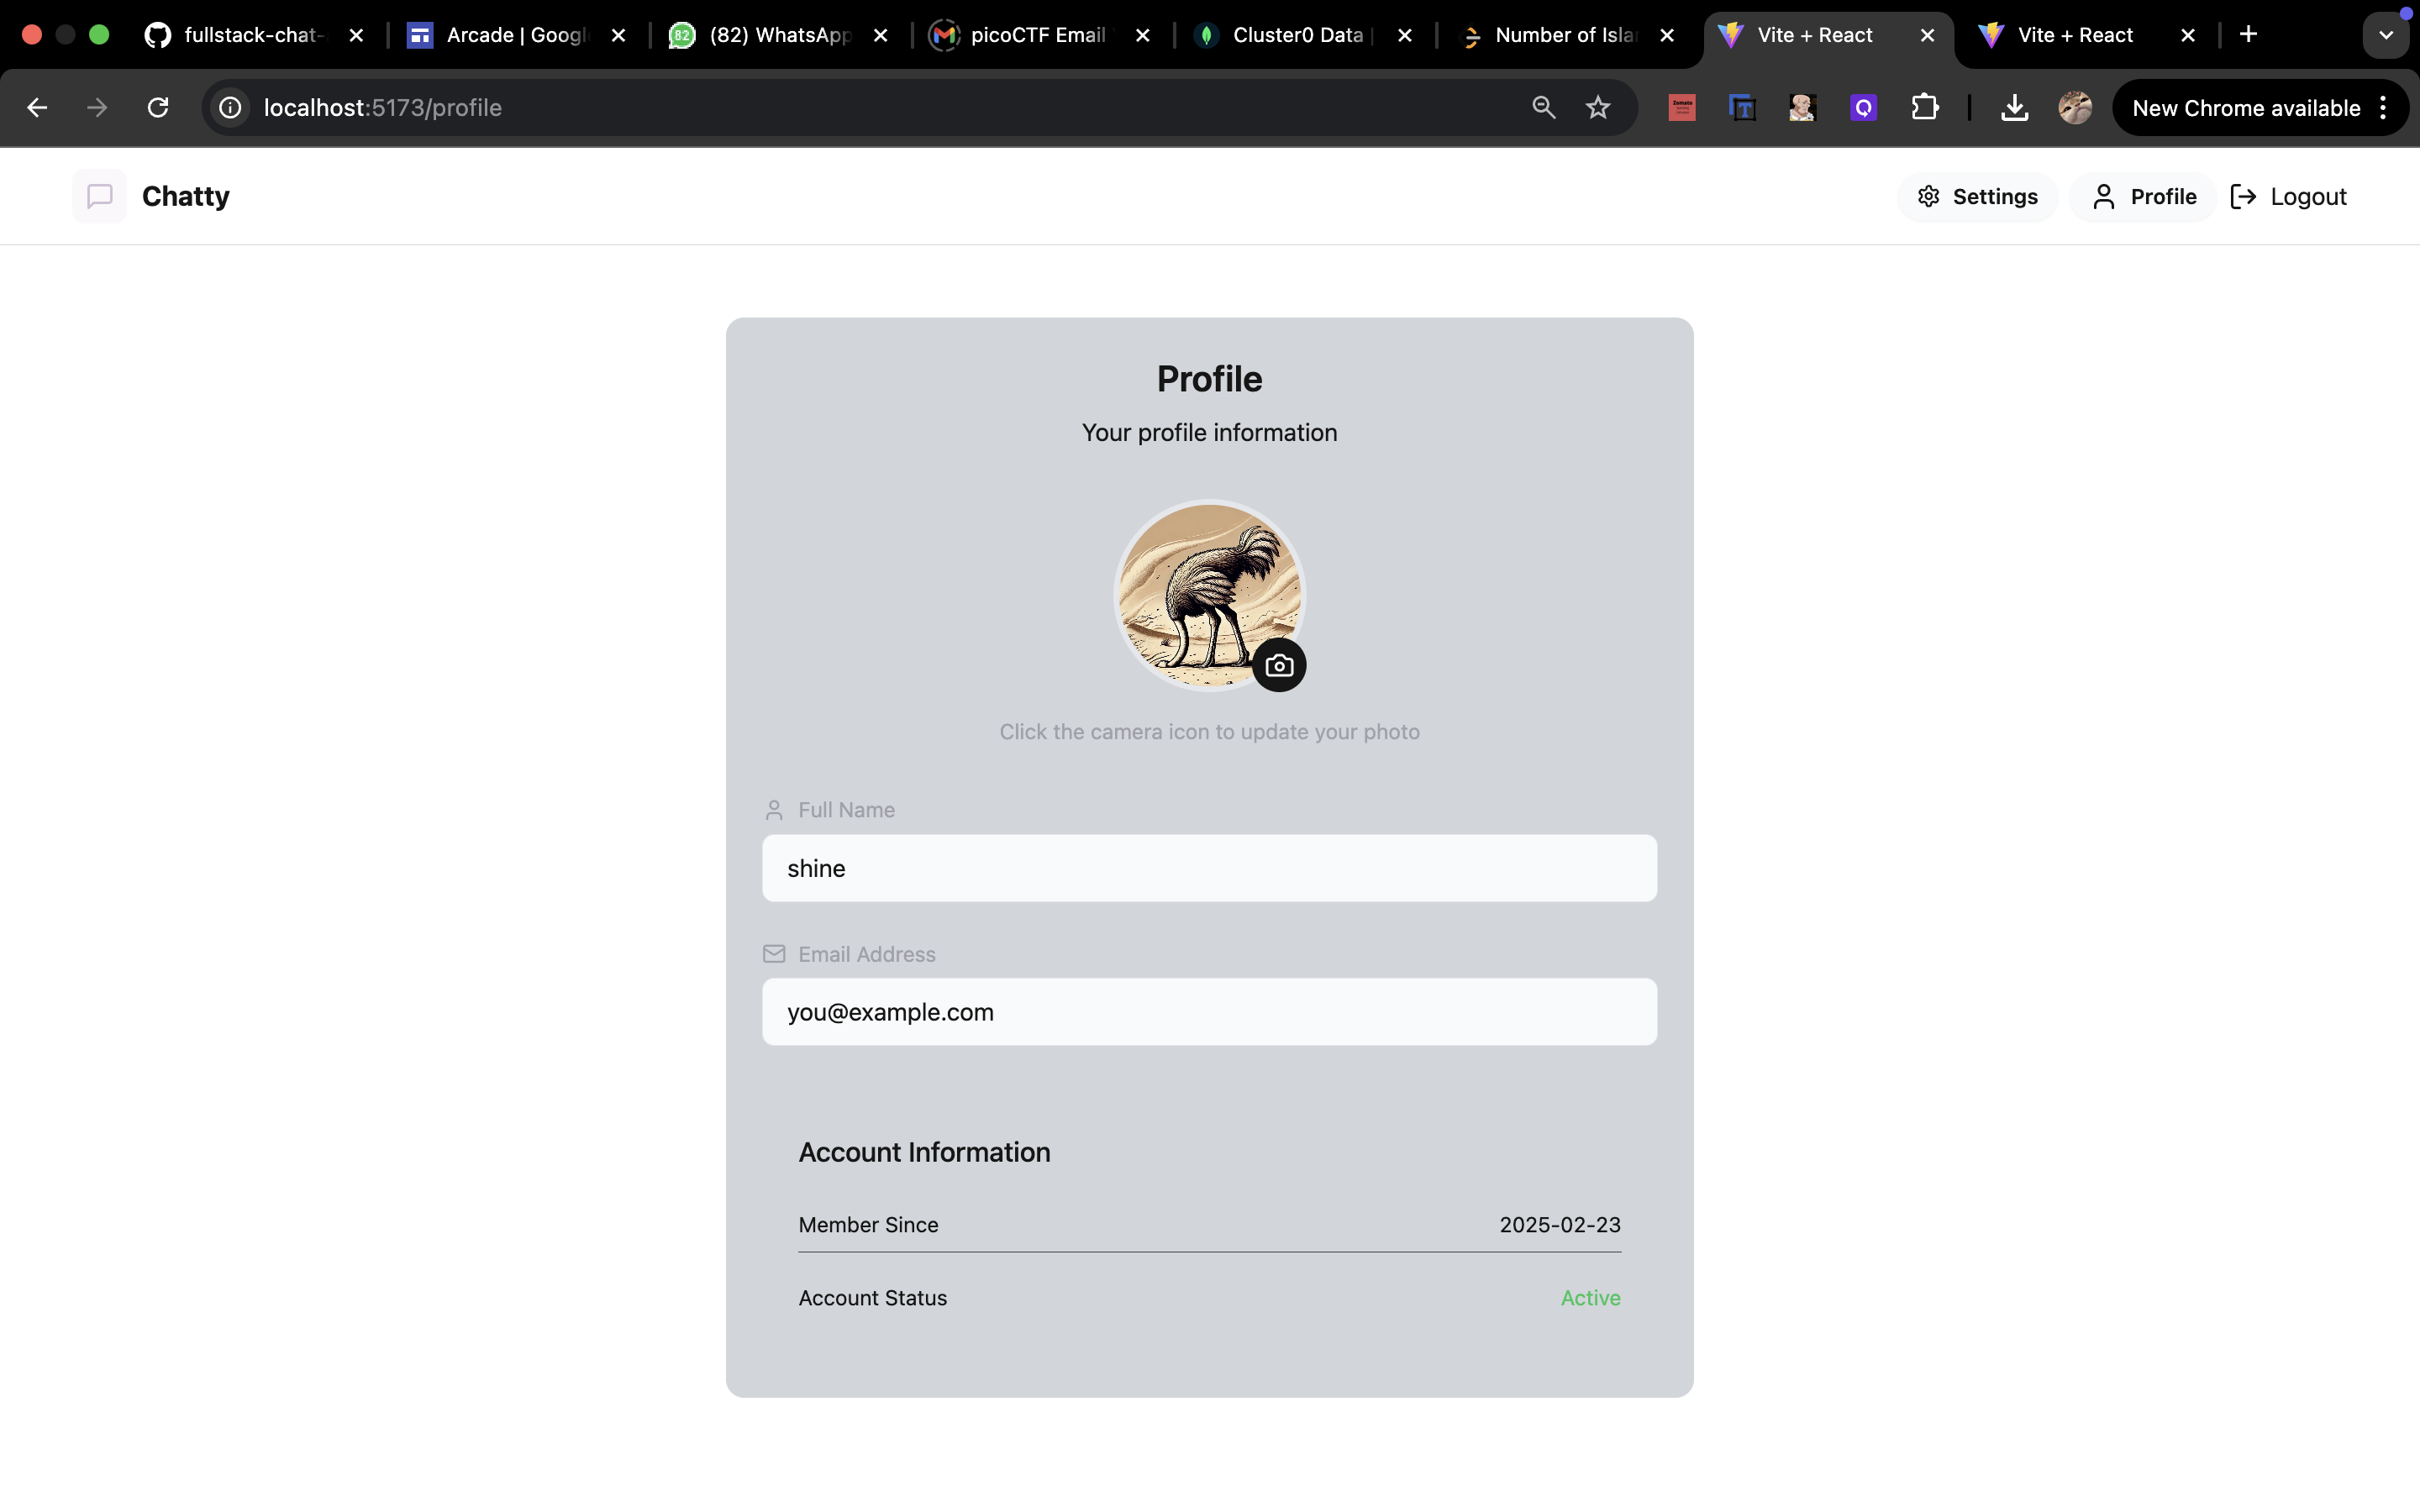 fullstack-chat-
Arcade | Googl
(82) WhatsApp
picoCTF Email
Cluster0 Data
Number of Isla
Vite + React
Vite + React
localhost:5173/profile
New Chrome available
Chatty
Settings
Profile
Logout
Profile
Your profile information
Click the camera icon to update your photo
Full Name
shine
Email Address
you@example.com
Account Information
Member Since 2025-02-23
Account Status Active